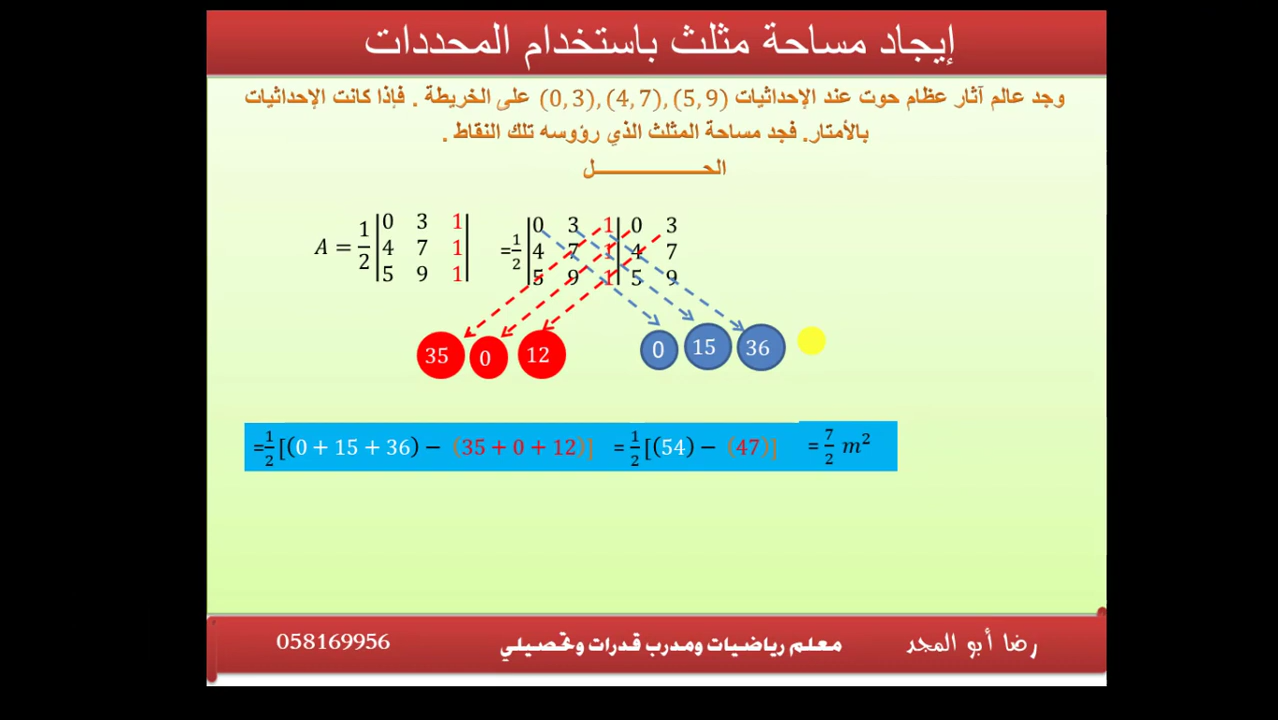 إيجاد مساحة مثلث باستخدام المحددات
وجد عالم آثار عظام حوت عند الإحداثيات (0, 3), (4, 7), (5, 9) على الخريطة . فإذا كانت الإحداثيات
بالأمتار. فجد مساحة المثلث الذي رؤوسه تلك النقاط .
الحـــــــــــــل
A = 1/2 |0 3 1| =1/2 |0 3 1| 0 3
|4 7 1| |4 7 1| 4 7
|5 9 1| |5 9 1| 5 9
35 0 12 0 15 36
=1/2 [(0 + 15 + 36) − (35 + 0 + 12)] =1/2 [(54) − (47)] = 7/2 m²
رضا أبو المجد معلم رياضيات ومدرب قدرات وتحصيلي 058169956